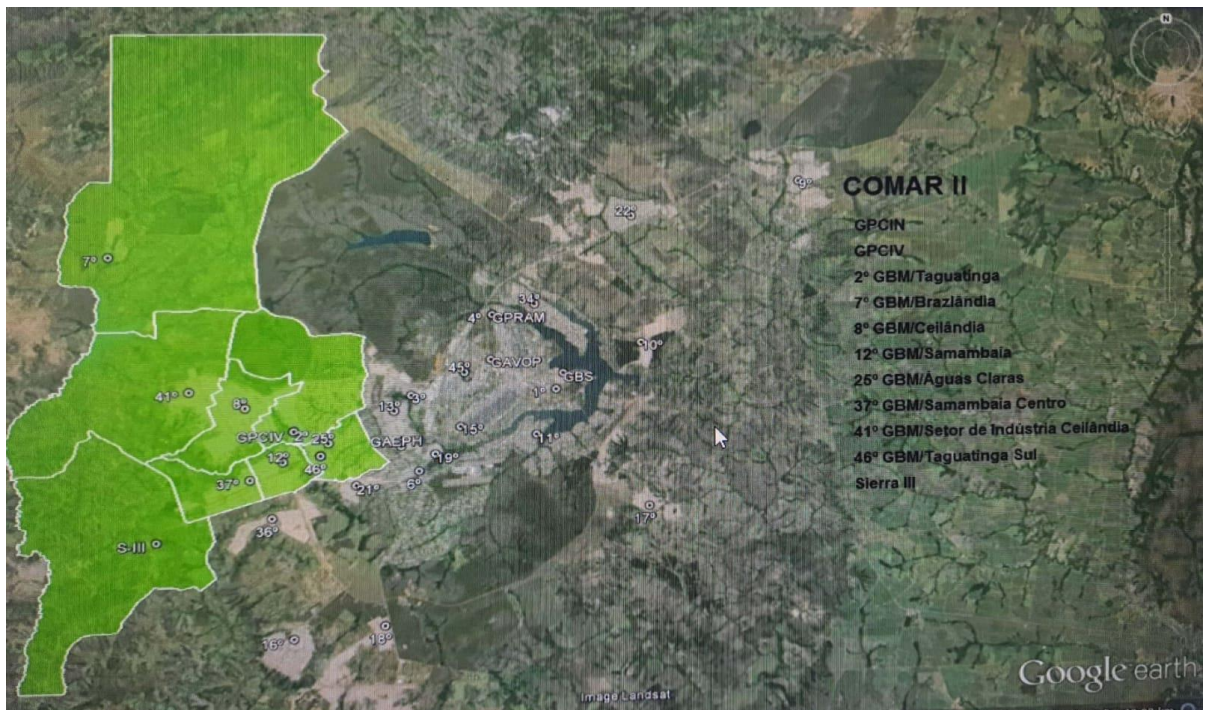 N
COMAR II
GPCIN
GPCIV
2º GBM/Taguatinga
7º GBM/Brazlândia
8º GBM/Ceilândia
12º GBM/Samambaia
25º GBM/Águas Claras
37º GBM/Samambaia Centro
41º GBM/Setor de Indústria Ceilândia
46º GBM/Taguatinga Sul
Sierra III
9º
22º
7º
34º
4º
GPRAM
10º
GAVOP
45º
GBS
1º
41º
8º
3º
13º
GPCIV
2º
25º
GAEPH
15º
11º
12º
46º
19º
37º
21º
6º
17º
36º
S-III
16º
18º
Google earth
Image Landsat